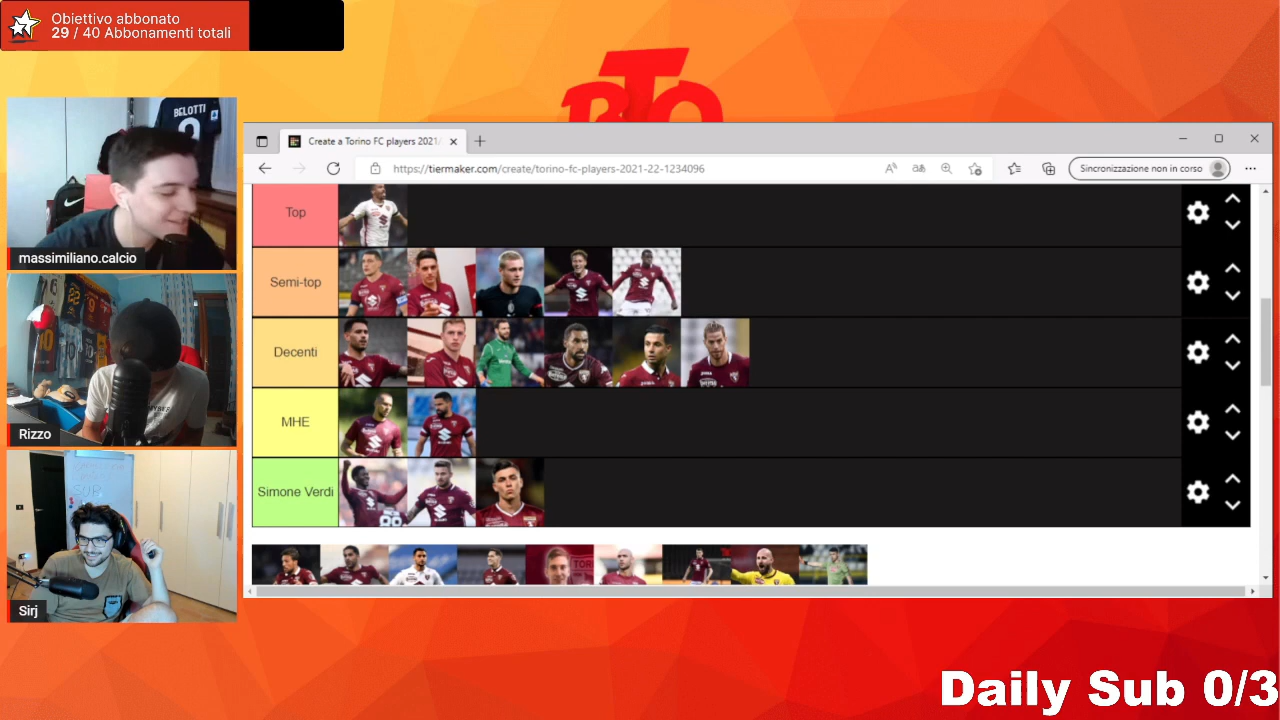 Obiettivo abbonato
29 / 40 Abbonamenti totali
BELOTTI
massimiliano.calcio
Rizzo
Sirj
BTO
Create a Torino FC players 2021/
https://tiermaker.com/create/torino-fc-players-2021-22-1234096
Sincronizzazione non in corso
Top
Semi-top
Decenti
MHE
Simone Verdi
Daily Sub 0/3